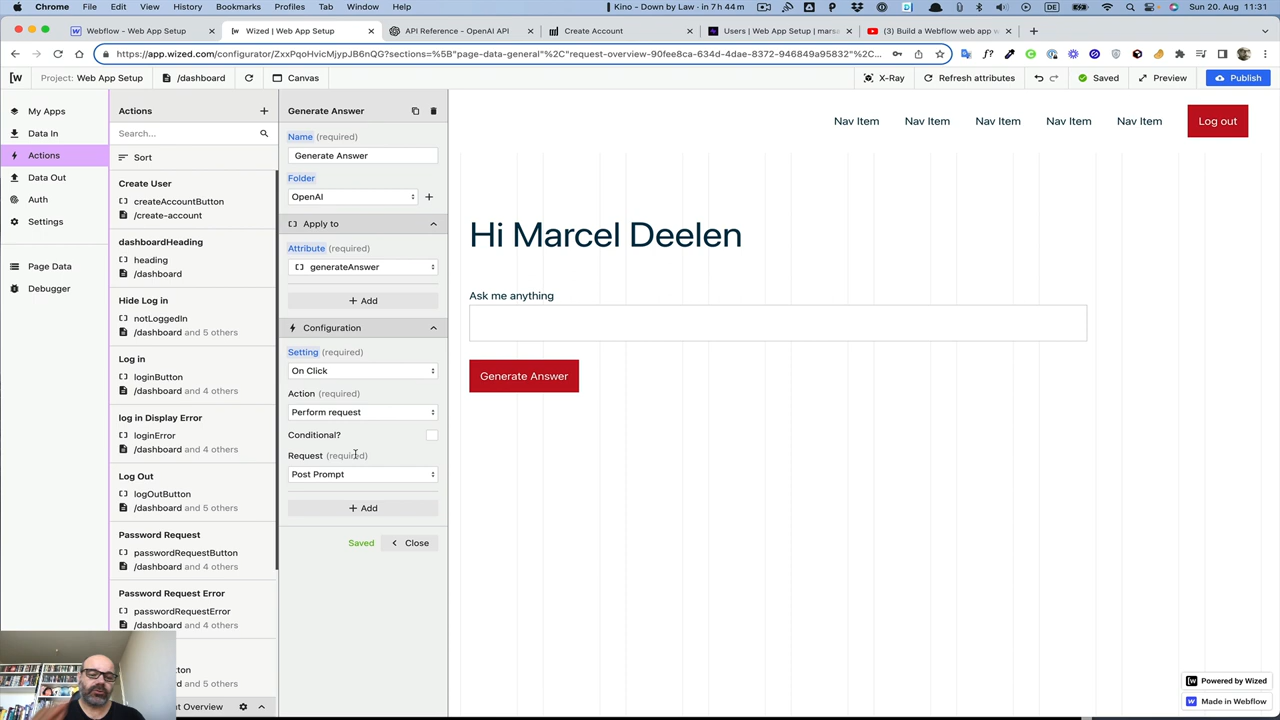 Chrome File Edit View History Bookmarks Profiles Tab Window Help
Kino - Down by Law • in 7 h 44 m
DE
Sun 20. Aug 11:31
Webflow - Web App Setup
Wized | Web App Setup
API Reference - OpenAI API
Create Account
Users | Web App Setup | marsa
(3) Build a Webflow web app w
https://app.wized.com/configurator/ZxxPqoHvicMjypJB6nQG?sections=%5B"page-data-general"%2C"request-overview-90fee8ca-634d-4dae-8372-946849a95832"%2C...
Project: Web App Setup
/dashboard
Canvas
X-Ray
Refresh attributes
Saved
Preview
Publish
My Apps
Data In
Actions
Data Out
Auth
Settings
Page Data
Debugger
Actions
Search...
Sort
Create User
createAccountButton
/create-account
dashboardHeading
heading
/dashboard
Hide Log in
notLoggedIn
/dashboard and 5 others
Log in
loginButton
/dashboard and 4 others
log in Display Error
loginError
/dashboard and 4 others
Log Out
logOutButton
/dashboard and 5 others
Password Request
passwordRequestButton
/dashboard and 4 others
Password Request Error
passwordRequestError
/dashboard and 4 others
and 5 others
Overview
Generate Answer
Name (required)
Generate Answer
Folder
OpenAI
Apply to
Attribute (required)
generateAnswer
Add
Configuration
Setting (required)
On Click
Action (required)
Perform request
Conditional?
Request (required)
Post Prompt
Add
Saved
Close
Nav Item Nav Item Nav Item Nav Item Nav Item
Log out
Hi Marcel Deelen
Ask me anything
Generate Answer
Powered by Wized
Made in Webflow